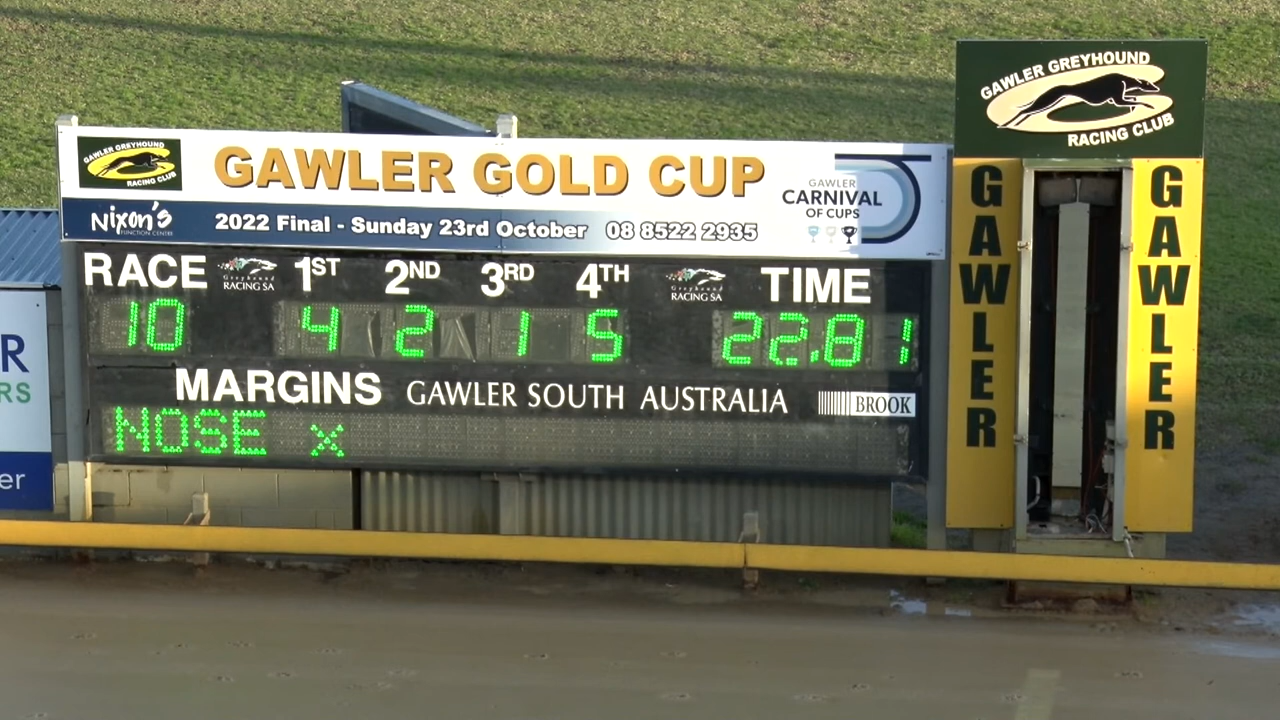 GAWLER GREYHOUND
RACING CLUB
GAWLER GREYHOUND
RACING CLUB
GAWLER GOLD CUP
GAWLER
CARNIVAL
OF CUPS
Nixon's
FUNCTION CENTRE
2022 Final - Sunday 23rd October 08 8522 2935
RACE
Greyhound
RACING SA
1ST 2ND 3RD 4TH
Greyhound
RACING SA
TIME
10 4 2 1 5 22.81
MARGINS GAWLER SOUTH AUSTRALIA BROOK
NOSE x
GAWLER
GAWLER
R
RS
er